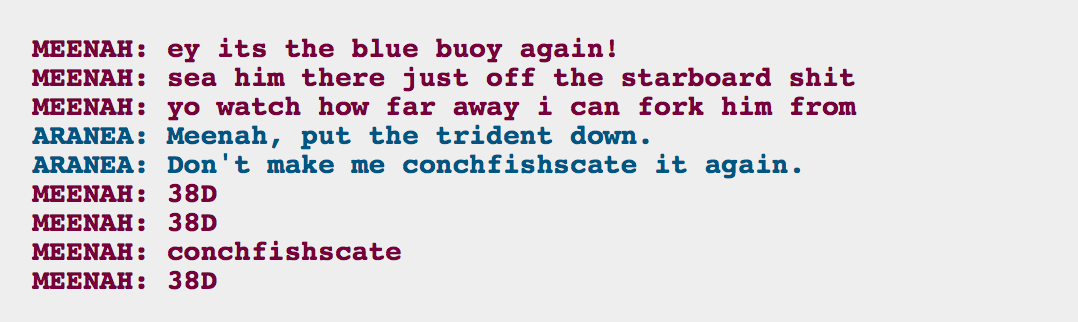 MEENAH: ey its the blue buoy again!
MEENAH: sea him there just off the starboard shit
MEENAH: yo watch how far away i can fork him from
ARANEA: Meenah, put the trident down.
ARANEA: Don't make me conchfishscate it again.
MEENAH: 38D
MEENAH: 38D
MEENAH: conchfishscate
MEENAH: 38D